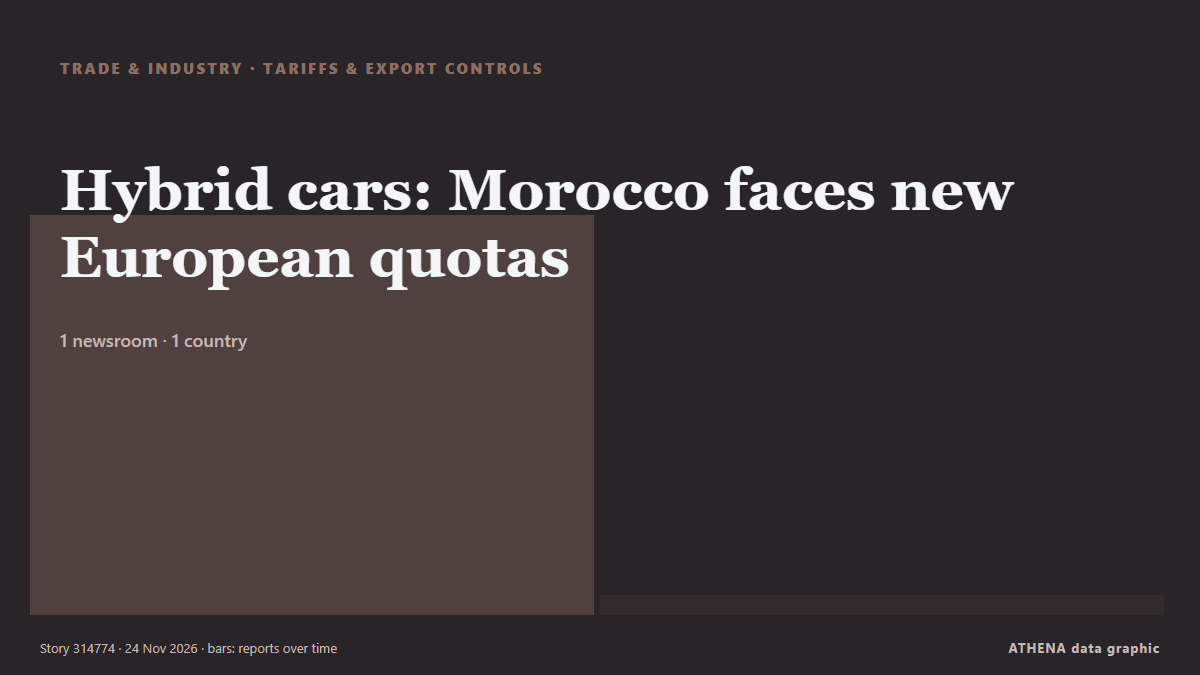 TRADE & INDUSTRY · TARIFFS & EXPORT CONTROLS
Hybrid cars: Morocco faces new
European quotas
1 newsroom · 1 country
Story 314774 · 24 Nov 2026 · bars: reports over time
ATHENA data graphic